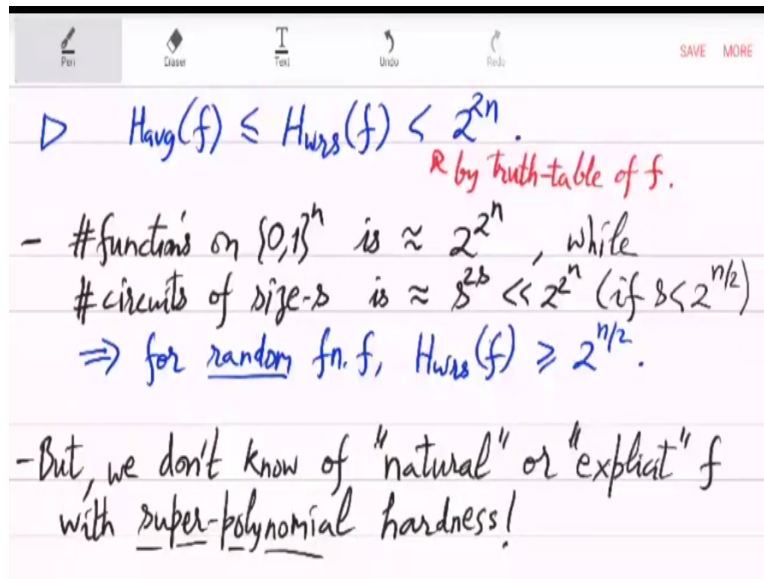 Pen Eraser Text Undo Redo SAVE MORE
▷ Havg(f) ≤ Hwrs(f) < 2^{2n}.
by truth-table of f.
- #functions on {0,1}^n is ≈ 2^{2^n}, while
#circuits of size-s is ≈ s^{2s} << 2^{2^n} (if s<2^{n/2})
⇒ for random fn. f, Hwrs(f) ≥ 2^{n/2}.
- But, we don't know of "natural" or "explicit" f
with super-polynomial hardness!